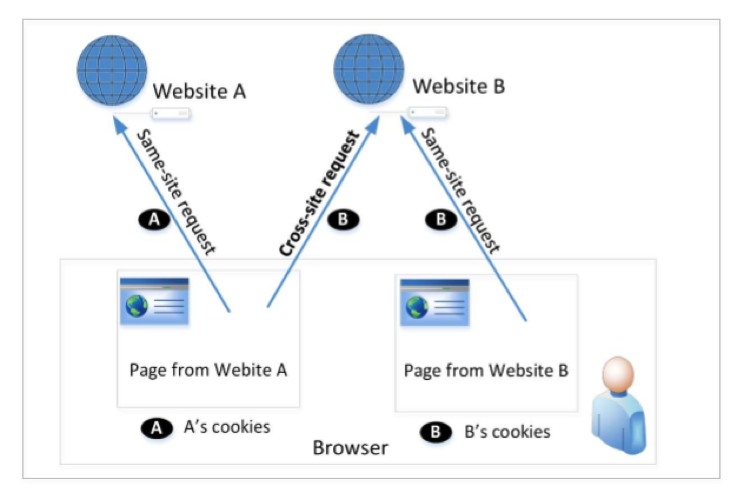 Website A
Website B
Same-site request
Cross-site request
Same-site request
A
B
B
Page from Webite A
Page from Website B
A A's cookies
B B's cookies
Browser